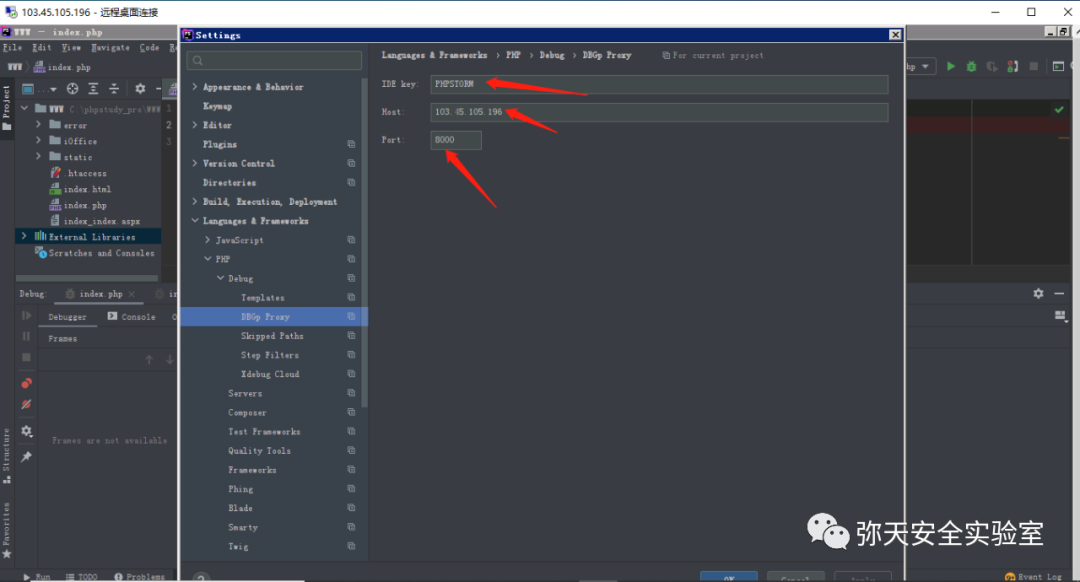 103.45.105.196 - 远程桌面连接
WWW - index.php
File Edit View Navigate Code
WWW index.php
Settings
Project
WWW C:\phpstudy_pro\WWW
error
iOffice
static
.htaccess
index.html
index.php
index_index.aspx
External Libraries
Scratches and Consoles
1
2
3
Appearance & Behavior
Keymap
Editor
Plugins
Version Control
Directories
Build, Execution, Deployment
Languages & Frameworks
JavaScript
PHP
Debug
Templates
DBGp Proxy
Skipped Paths
Step Filters
Xdebug Cloud
Servers
Composer
Test Frameworks
Quality Tools
Frameworks
Phing
Blade
Smarty
Twig
Languages & Frameworks › PHP › Debug › DBGp Proxy For current project
IDE key: PHPSTORM
Host: 103.45.105.196
Port: 8000
hp
Debug: index.php in
Debugger Console O
Frames
Frames are not available
Structure
Favorites
Run TODO Problems
?
OK Cancel Apply
Event Log
弥天安全实验室